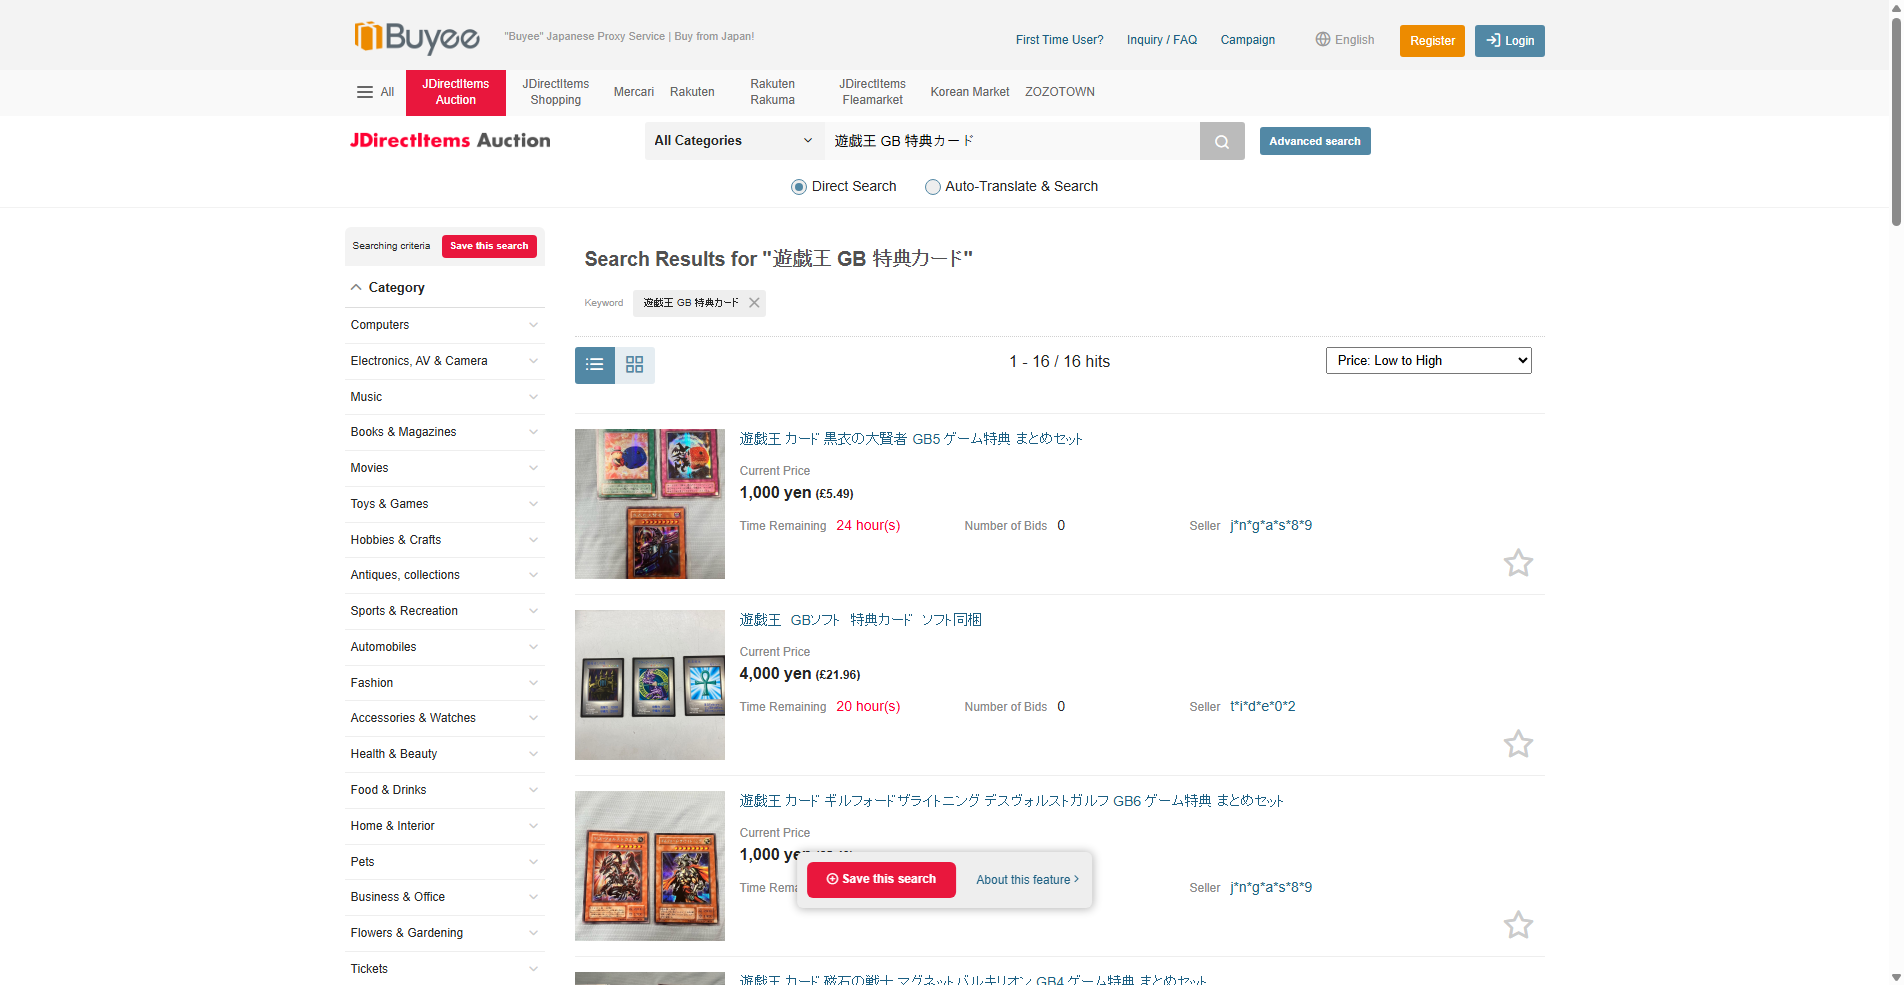 Buyee
"Buyee" Japanese Proxy Service | Buy from Japan!
First Time User?
Inquiry / FAQ
Campaign
English
Register
Login
All
JDirectItems Auction
JDirectItems Shopping
Mercari
Rakuten
Rakuten Rakuma
JDirectItems Fleamarket
Korean Market
ZOZOTOWN
JDirectItems Auction
All Categories
遊戯王 GB 特典カード
Advanced search
Direct Search
Auto-Translate & Search
Searching criteria
Save this search
Category
Computers
Electronics, AV & Camera
Music
Books & Magazines
Movies
Toys & Games
Hobbies & Crafts
Antiques, collections
Sports & Recreation
Automobiles
Fashion
Accessories & Watches
Health & Beauty
Food & Drinks
Home & Interior
Pets
Business & Office
Flowers & Gardening
Tickets
Search Results for "遊戯王 GB 特典カード"
Keyword
遊戯王 GB 特典カード
1 - 16 / 16 hits
Price: Low to High
遊戯王 カード 黒衣の大賢者 GB5 ゲーム特典 まとめセット
Current Price
1,000 yen (£5.49)
Time Remaining 24 hour(s)
Number of Bids 0
Seller j*n*g*a*s*8*9
遊戯王　GBソフト　特典カード　ソフト同梱
Current Price
4,000 yen (£21.96)
Time Remaining 20 hour(s)
Number of Bids 0
Seller t*i*d*e*0*2
遊戯王 カード ギルフォードザライトニング デスヴォルストガルフ GB6 ゲーム特典 まとめセット
Current Price
1,000 yen
Time
Seller j*n*g*a*s*8*9
Save this search
About this feature
遊戯王 カード 磁石の戦士 マグネットバルキリオン GB4 ゲーム特典 まとめセット